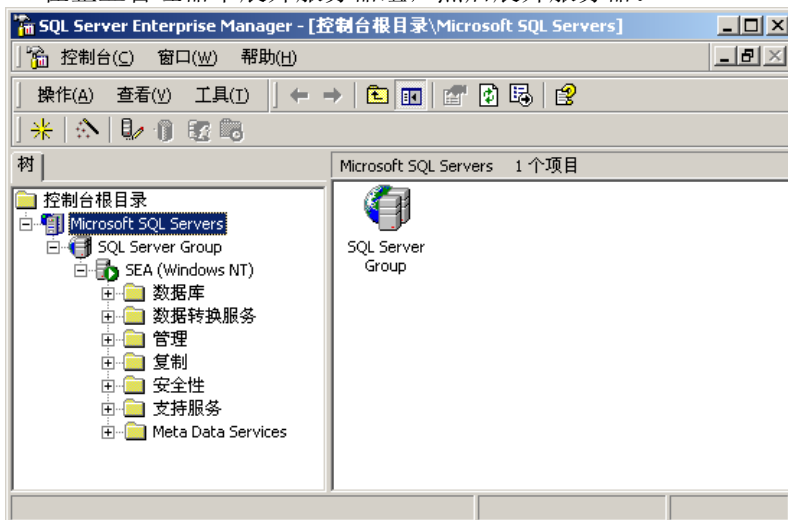 SQL Server Enterprise Manager - [控制台根目录\Microsoft SQL Servers]
控制台(C) 窗口(W) 帮助(H)
操作(A) 查看(V) 工具(T)
树
Microsoft SQL Servers 1 个项目
控制台根目录
Microsoft SQL Servers
SQL Server Group
SEA (Windows NT)
数据库
数据转换服务
管理
复制
安全性
支持服务
Meta Data Services
SQL Server
Group